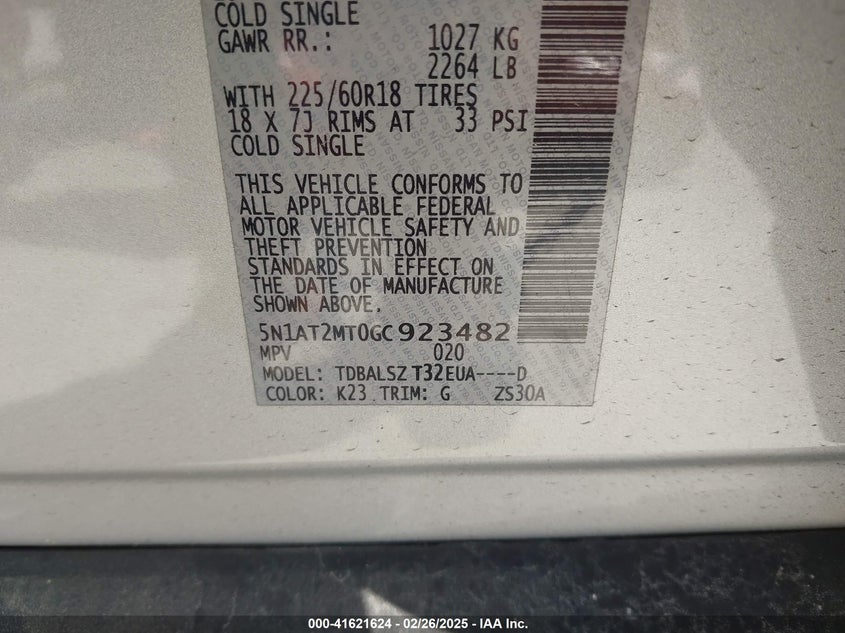 COLD SINGLE
GAWR RR.: 1027 KG
2264 LB
WITH 225/60R18 TIRES
18 X 7J RIMS AT 33 PSI
COLD SINGLE
THIS VEHICLE CONFORMS TO
ALL APPLICABLE FEDERAL
MOTOR VEHICLE SAFETY AND
THEFT PREVENTION
STANDARDS IN EFFECT ON
THE DATE OF MANUFACTURE
SHOWN ABOVE.
5N1AT2MT0GC923482
MPV 020
MODEL: TDBALSZ T32EUA----D
COLOR: K23 TRIM: G ZS30A
000-41621624 - 02/26/2025 - IAA Inc.